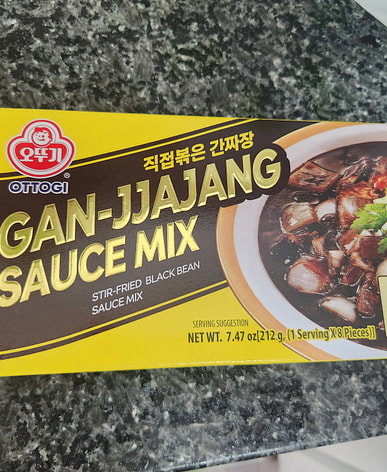 오뚜기
OTTOGI
직접볶은 간짜장
GAN-JJAJANG
SAUCE MIX
STIR-FRIED BLACK BEAN
SAUCE MIX
SERVING SUGGESTION
NET WT. 7.47 oz[212 g, (1 Serving X 8 Pieces)]